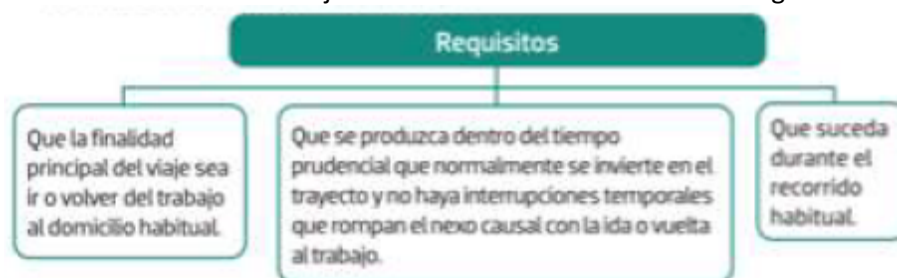 Requisitos
Que la finalidad
principal del viaje sea
ir o volver del trabajo
al domicilio habitual.
Que se produzca dentro del tiempo
prudencial que normalmente se invierte en el
trayecto y no haya interrupciones temporales
que rompan el nexo causal con la ida o vuelta
al trabajo.
Que suceda
durante el
recorrido
habitual.